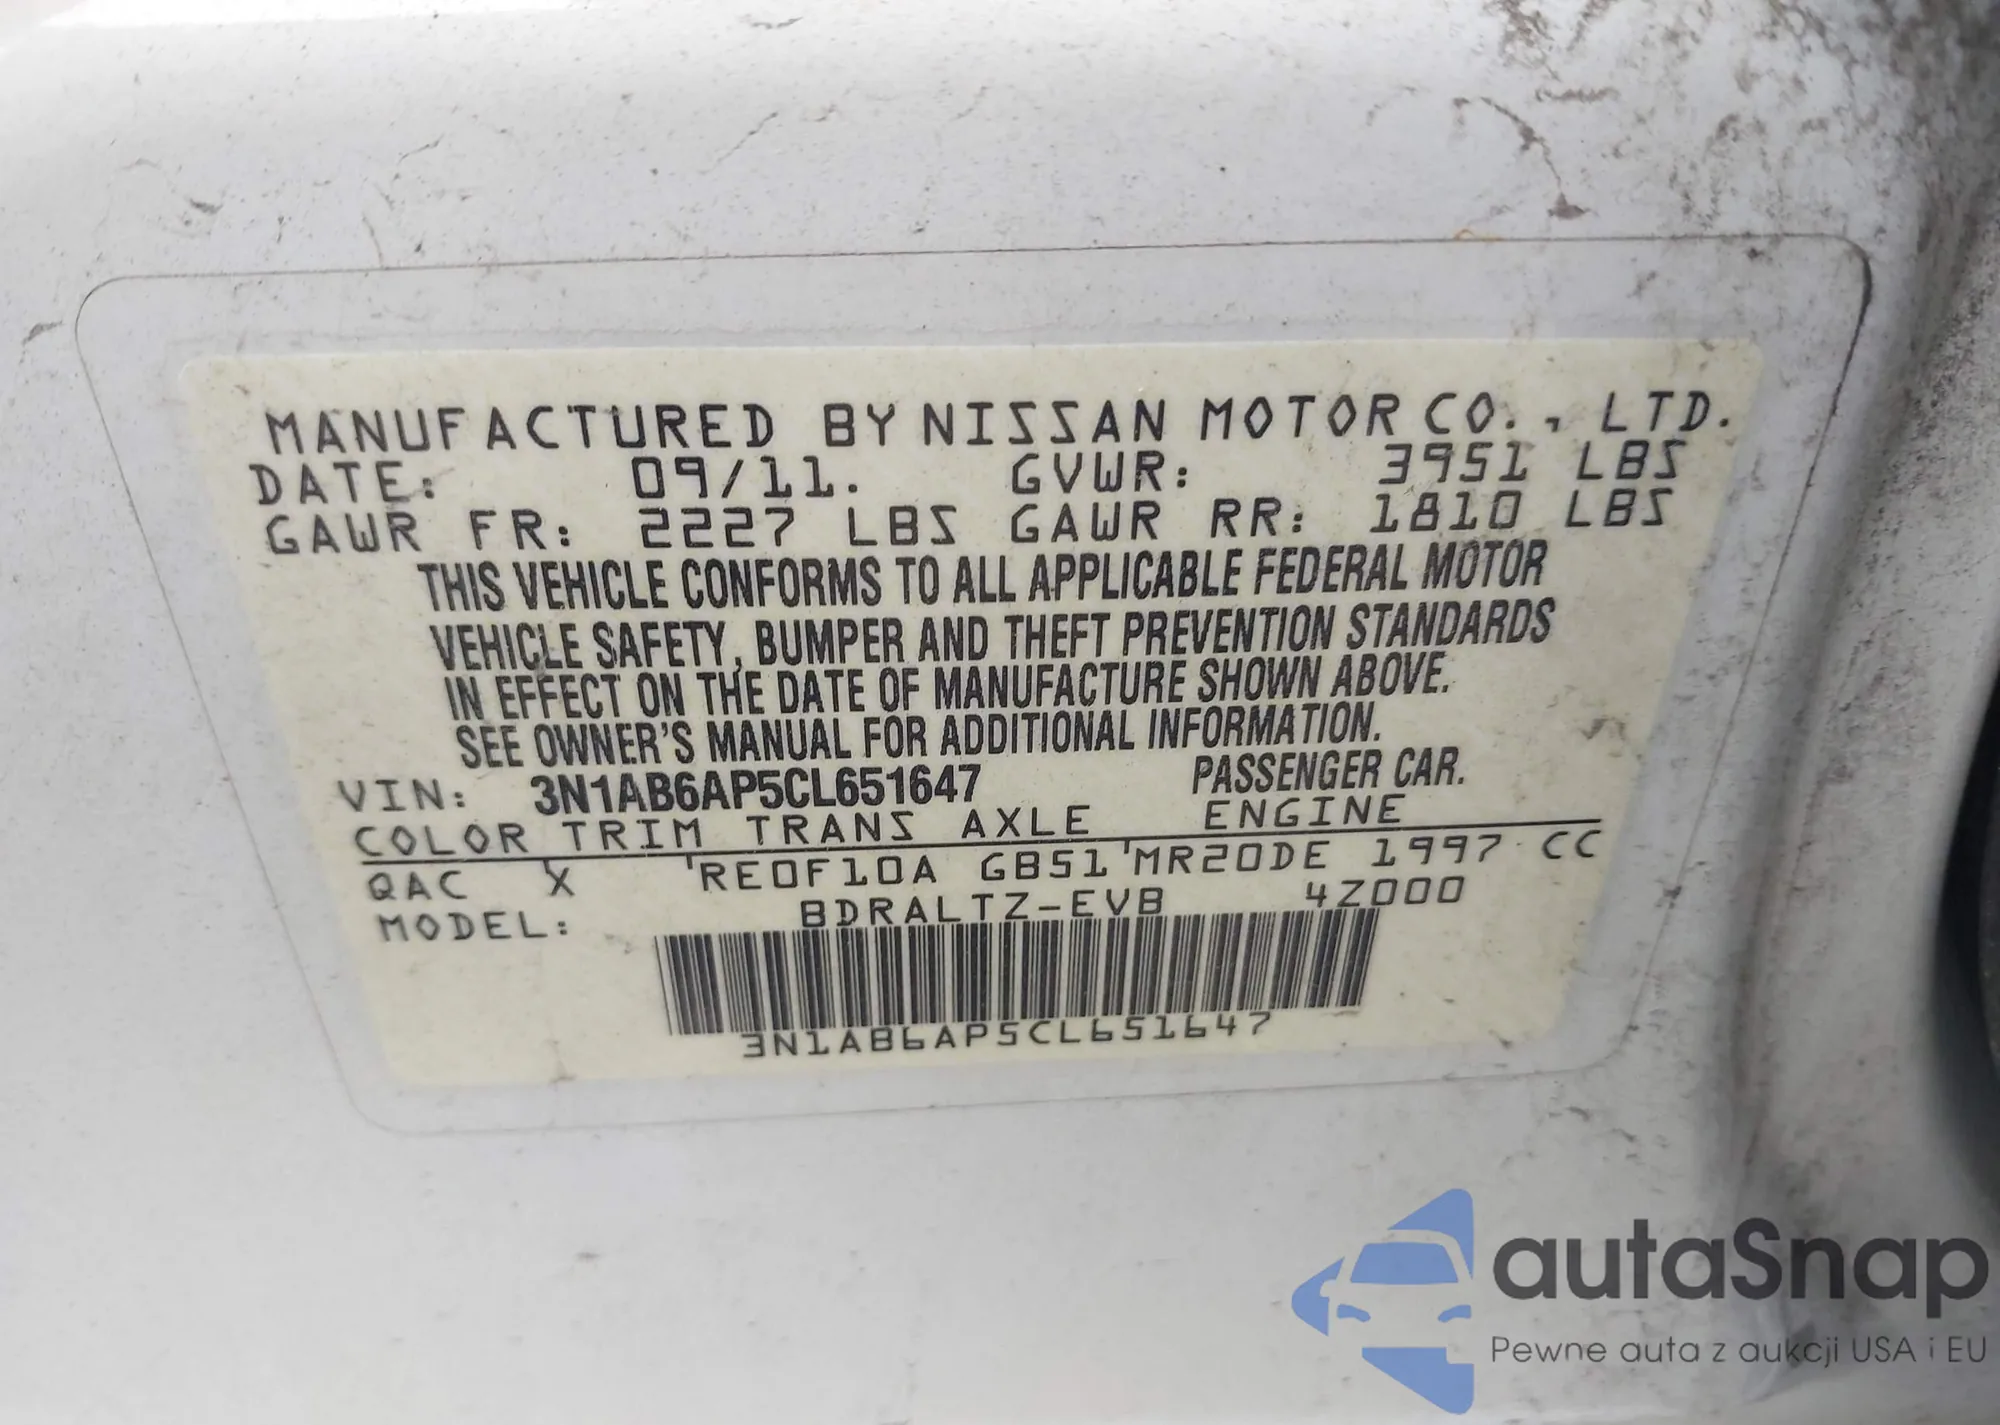 MANUFACTURED BY NISSAN MOTOR CO., LTD.
DATE: 09/11. GVWR: 3951 LBS
GAWR FR: 2227 LBS GAWR RR: 1810 LBS
THIS VEHICLE CONFORMS TO ALL APPLICABLE FEDERAL MOTOR
VEHICLE SAFETY, BUMPER AND THEFT PREVENTION STANDARDS
IN EFFECT ON THE DATE OF MANUFACTURE SHOWN ABOVE.
SEE OWNER'S MANUAL FOR ADDITIONAL INFORMATION.
VIN: 3N1AB6AP5CL651647 PASSENGER CAR.
COLOR TRIM TRANS AXLE ENGINE
QAC X 'RE0F10A GB51 'MR20DE 1997 CC
MODEL: BDRALTZ-EVB 4Z000
3N1AB6AP5CL651647
autaSnap
Pewne auta z aukcji USA i EU